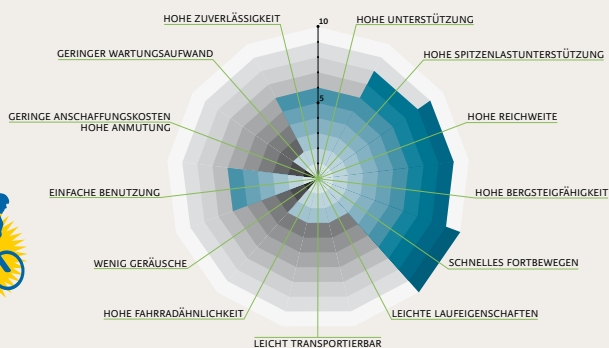 HOHE ZUVERLÄSSIGKEIT
10
HOHE UNTERSTÜTZUNG
GERINGER WARTUNGSAUFWAND
HOHE SPITZENLASTUNTERSTÜTZUNG
5
GERINGE ANSCHAFFUNGSKOSTEN
HOHE ANMUTUNG
HOHE REICHWEITE
EINFACHE BENUTZUNG
HOHE BERGSTEIGFÄHIGKEIT
WENIG GERÄUSCHE
SCHNELLES FORTBEWEGEN
HOHE FAHRRADÄHNLICHKEIT
LEICHTE LAUFEIGENSCHAFTEN
LEICHT TRANSPORTIERBAR